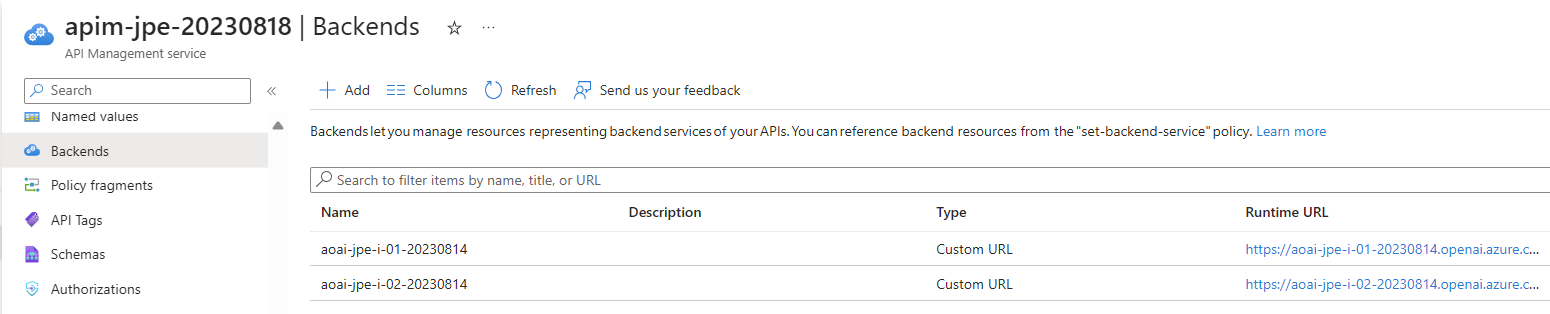 apim-jpe-20230818 | Backends ☆ ···
API Management service
Search «
Named values
Backends
Policy fragments
API Tags
Schemas
Authorizations
Add Columns Refresh Send us your feedback
Backends let you manage resources representing backend services of your APIs. You can reference backend resources from the "set-backend-service" policy. Learn more
Search to filter items by name, title, or URL
Name Description Type Runtime URL
aoai-jpe-i-01-20230814 Custom URL https://aoai-jpe-i-01-20230814.openai.azure.c...
aoai-jpe-i-02-20230814 Custom URL https://aoai-jpe-i-02-20230814.openai.azure.c...